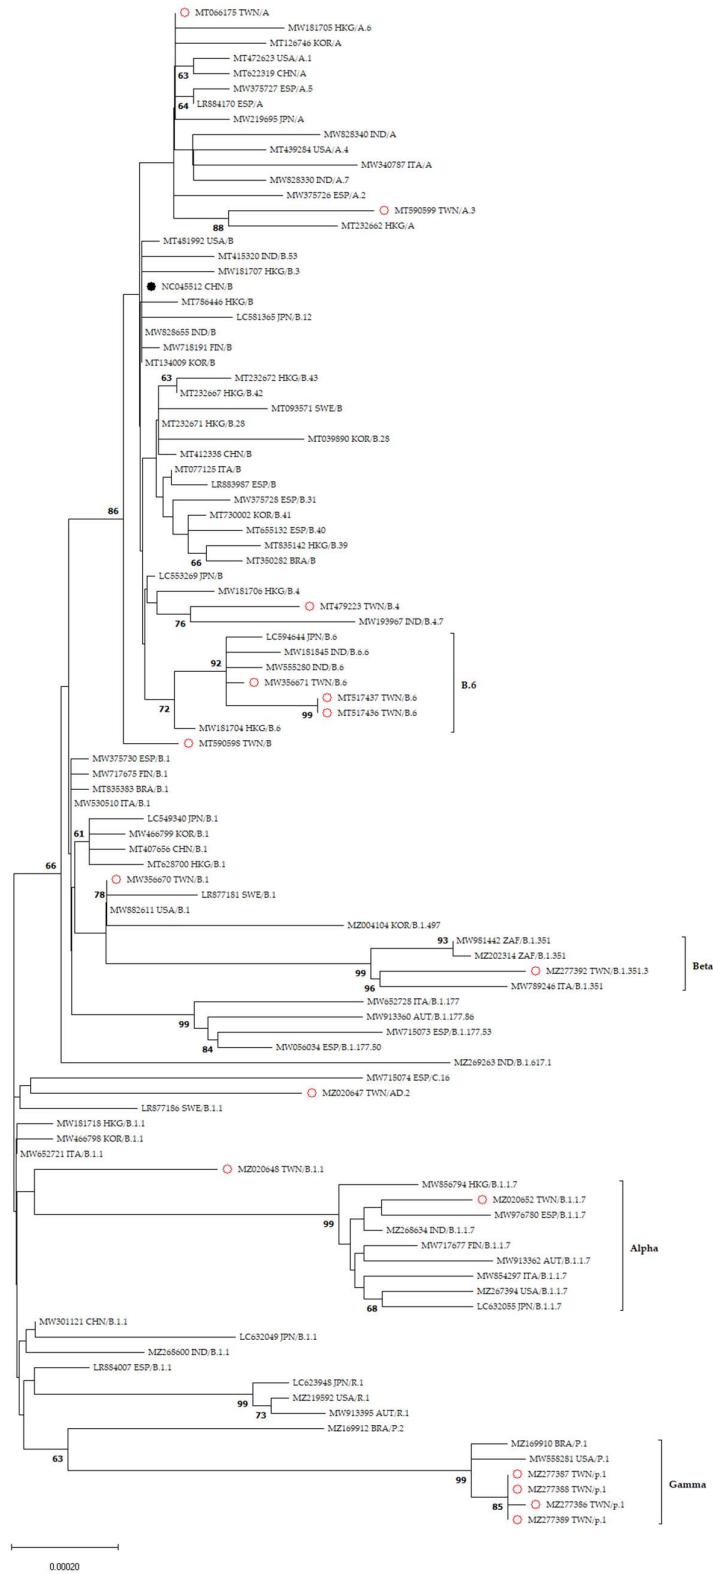 MT066175 TWN/A
MW181705 HKG/A.6
MT126746 KOR/A
MT472623 USA/A.1
63
MT622319 CHN/A
MW375727 ESP/A.5
64
LR884170 ESP/A
MW219695 JPN/A
MW828340 IND/A
MT439284 USA/A.4
MW340787 ITA/A
MW828330 IND/A.7
MW375726 ESP/A.2
MT590599 TWN/A.3
88
MT232662 HKG/A
MT481992 USA/B
MT415320 IND/B.53
MW181707 HKG/B.3
NC045512 CHN/B
MT786446 HKG/B
LC581365 JPN/B.12
MW828655 IND/B
MW718191 FIN/B
MT134009 KOR/B
63
MT232672 HKG/B.43
MT232667 HKG/B.42
MT093571 SWE/B
MT232671 HKG/B.28
MT039890 KOR/B.28
MT412338 CHN/B
MT077125 ITA/B
LR883987 ESP/B
MW375728 ESP/B.31
86
MT730002 KOR/B.41
MT655132 ESP/B.40
MT835142 HKG/B.39
66
MT350282 BRA/B
LC553269 JPN/B
MW181706 HKG/B.4
MT479223 TWN/B.4
76
MW193967 IND/B.4.7
LC594644 JPN/B.6
MW181845 IND/B.6.6
92
MW555280 IND/B.6
MW356671 TWN/B.6
B.6
MT517437 TWN/B.6
72
99
MT517436 TWN/B.6
MW181704 HKG/B.6
MT590598 TWN/B
MW375730 ESP/B.1
MW717675 FIN/B.1
MT835383 BRA/B.1
MW530510 ITA/B.1
LC549340 JPN/B.1
61
MW466799 KOR/B.1
MT407656 CHN/B.1
MT628700 HKG/B.1
66
MW356670 TWN/B.1
78
LR877181 SWE/B.1
MW882611 USA/B.1
MZ004104 KOR/B.1.497
93
MW981442 ZAF/B.1.351
MZ202314 ZAF/B.1.351
Beta
99
MZ277392 TWN/B.1.351.3
96
MW789246 ITA/B.1.351
MW652728 ITA/B.1.177
99
MW913360 AUT/B.1.177.86
MW715073 ESP/B.1.177.53
84
MW056034 ESP/B.1.177.50
MZ269263 IND/B.1.617.1
MW715074 ESP/C.16
MZ020647 TWN/AD.2
LR877186 SWE/B.1.1
MW181718 HKG/B.1.1
MW466798 KOR/B.1.1
MW652721 ITA/B.1.1
MZ020648 TWN/B.1.1
MW856794 HKG/B.1.1.7
MZ020652 TWN/B.1.1.7
99
MW976780 ESP/B.1.1.7
MZ268634 IND/B.1.1.7
MW717677 FIN/B.1.1.7
Alpha
MW913362 AUT/B.1.1.7
MW854297 ITA/B.1.1.7
MZ267394 USA/B.1.1.7
68
LC632055 JPN/B.1.1.7
MW301121 CHN/B.1.1
LC632049 JPN/B.1.1
MZ268600 IND/B.1.1
LR884007 ESP/B.1.1
LC623948 JPN/R.1
99
MZ219592 USA/R.1
73
MW913395 AUT/R.1
MZ169912 BRA/P.2
MZ169910 BRA/P.1
63
MW558281 USA/P.1
99
MZ277387 TWN/p.1
Gamma
MZ277388 TWN/p.1
85
MZ277386 TWN/p.1
MZ277389 TWN/p.1
0.00020